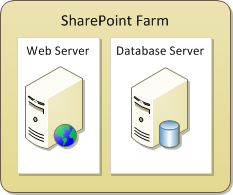 SharePoint Farm
Web Server
Database Server